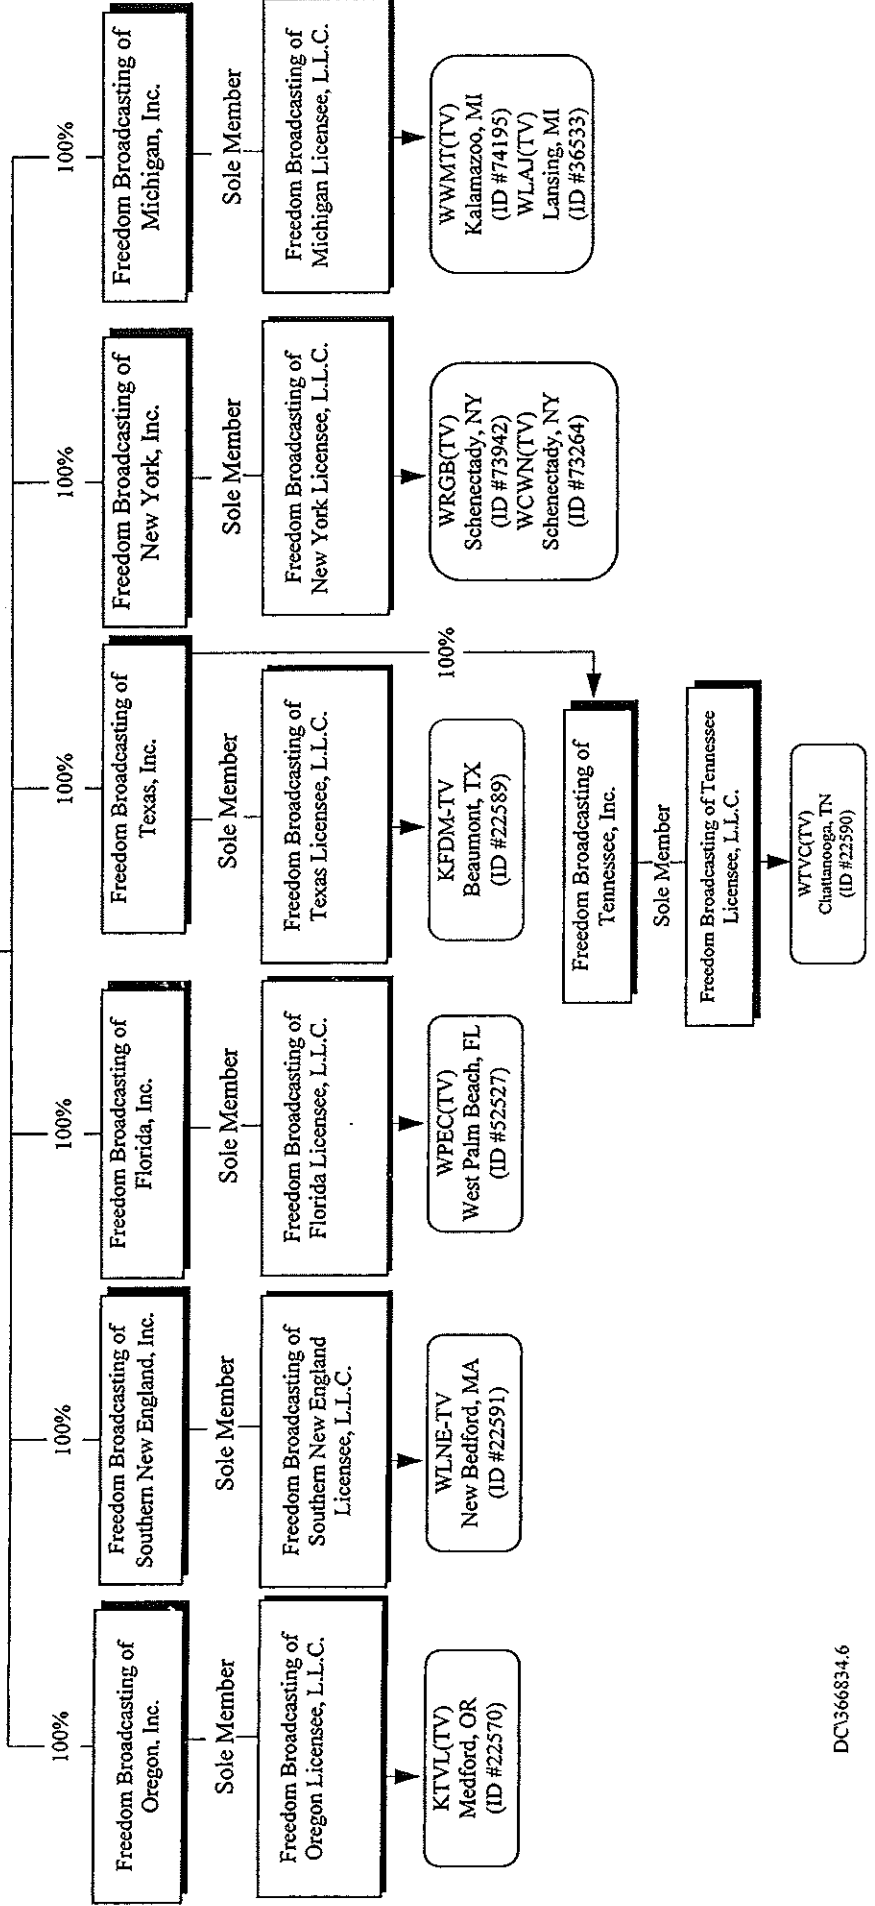 100%
100%
100%
100%
100%
100%
Freedom Broadcasting of
Oregon, Inc.
Freedom Broadcasting of
Southern New England, Inc.
Freedom Broadcasting of
Florida, Inc.
Freedom Broadcasting of
Texas, Inc.
Freedom Broadcasting of
New York, Inc.
Freedom Broadcasting of
Michigan, Inc.
Sole Member
Sole Member
Sole Member
Sole Member
Sole Member
Sole Member
Freedom Broadcasting of
Oregon Licensee, L.L.C.
Freedom Broadcasting of
Southern New England
Licensee, L.L.C.
Freedom Broadcasting of
Florida Licensee, L.L.C.
Freedom Broadcasting of
Texas Licensee, L.L.C.
Freedom Broadcasting of
New York Licensee, L.L.C.
Freedom Broadcasting of
Michigan Licensee, L.L.C.
KTVL(TV)
Medford, OR
(ID #22570)
WLNE-TV
New Bedford, MA
(ID #22591)
WPEC(TV)
West Palm Beach, FL
(ID #52527)
KFDM-TV
Beaumont, TX
(ID #22589)
100%
WRGB(TV)
Schenectady, NY
(ID #73942)
WCWN(TV)
Schenectady, NY
(ID #73264)
WWMT(TV)
Kalamazoo, MI
(ID #74195)
WLAJ(TV)
Lansing, MI
(ID #36533)
Freedom Broadcasting of
Tennessee, Inc.
Sole Member
Freedom Broadcasting of Tennessee
Licensee, L.L.C.
WTVC(TV)
Chattanooga, TN
(ID #22590)
DC\366834.6